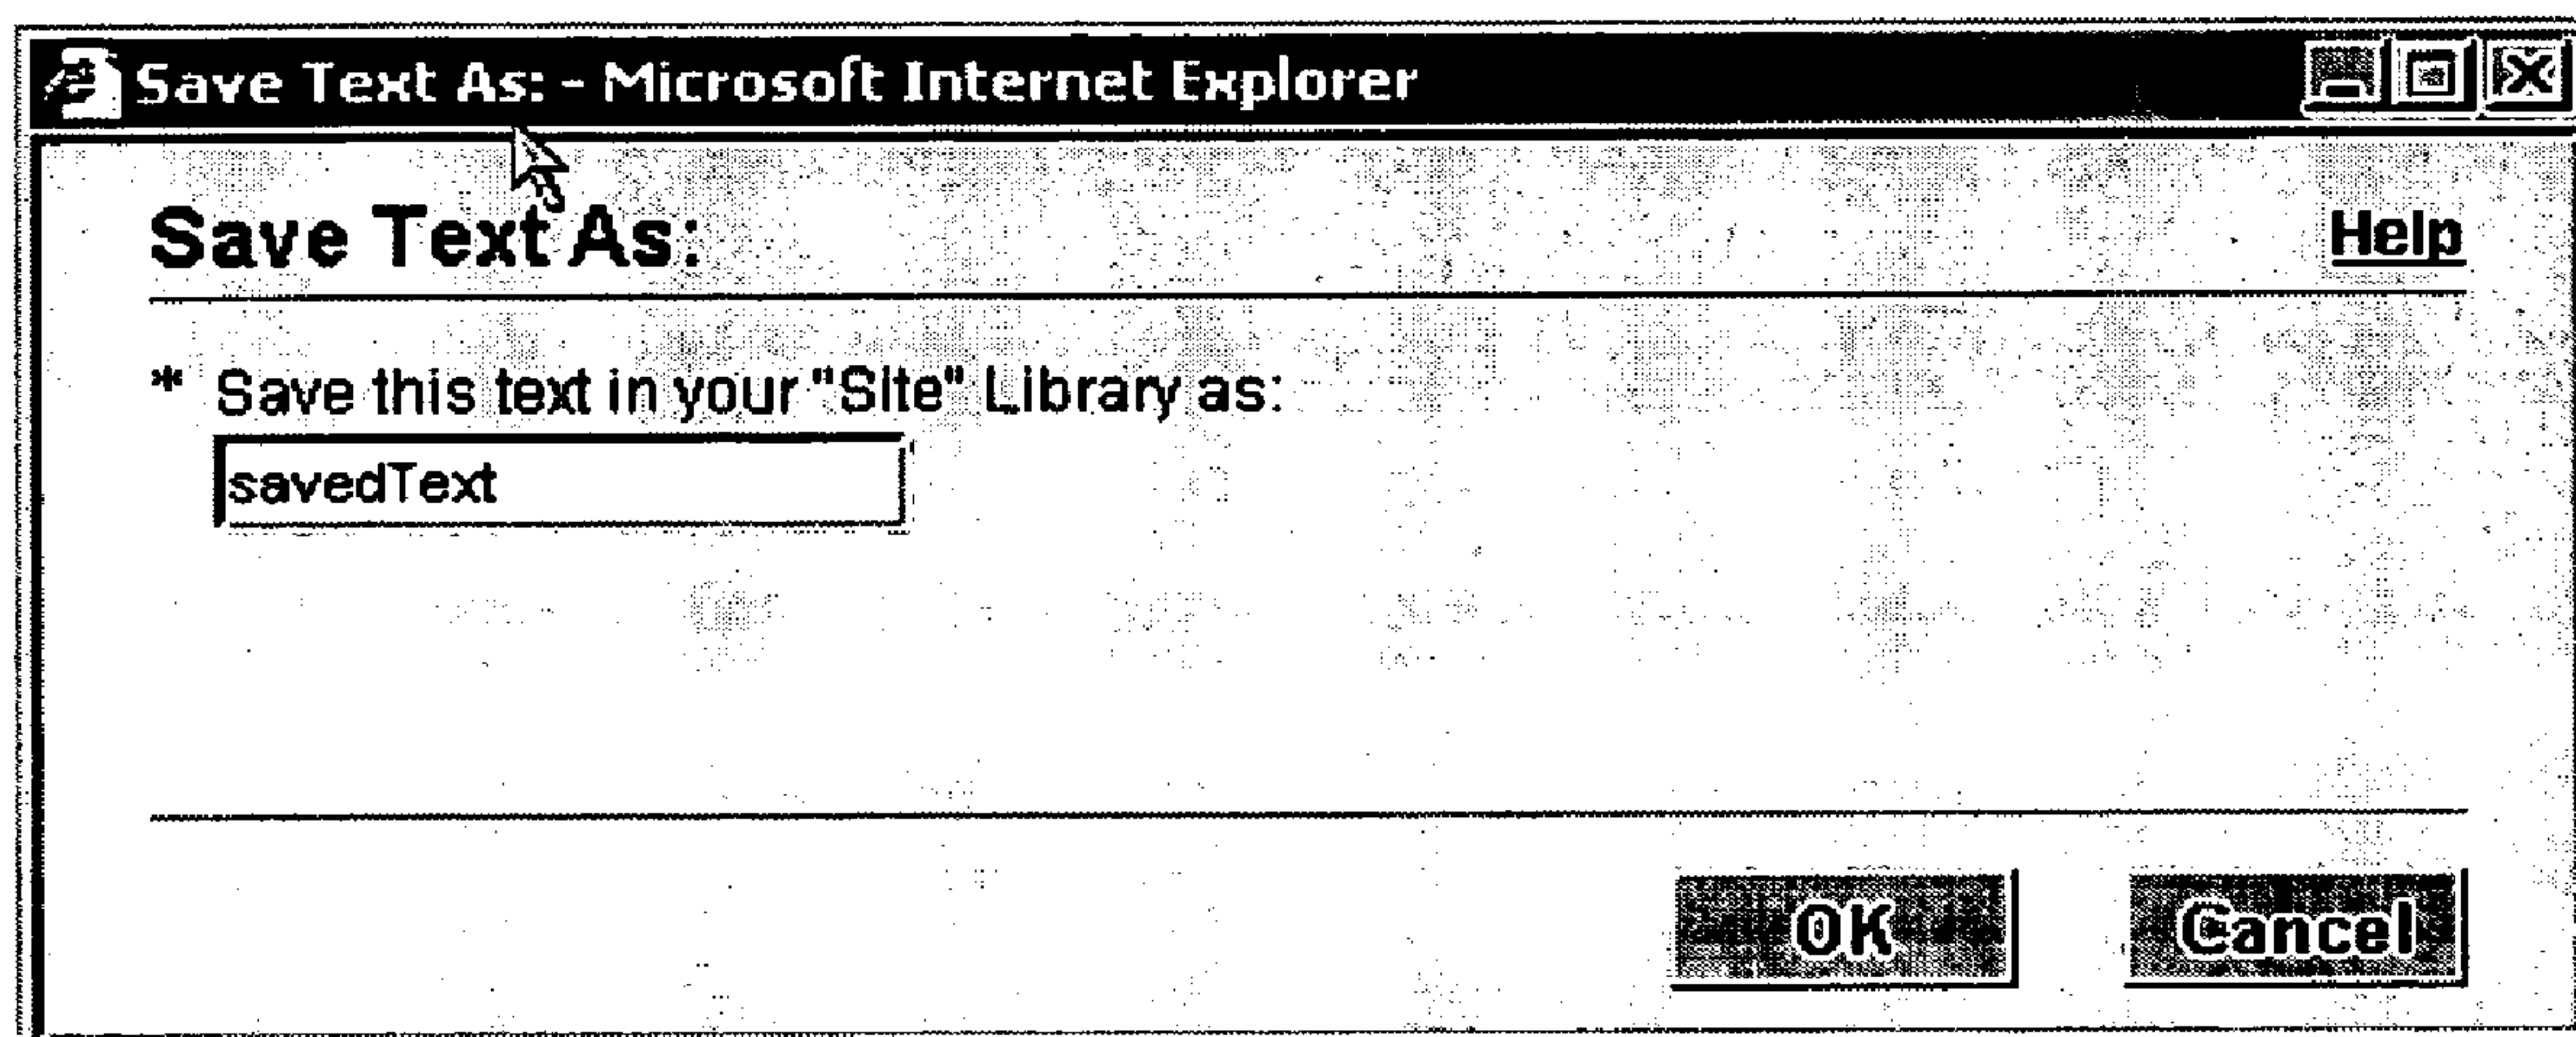 Save Text As: - Microsoft Internet Explorer
Save Text As:
Help
* Save this text in your "Site" Library as:
savedText
OK
Cancel